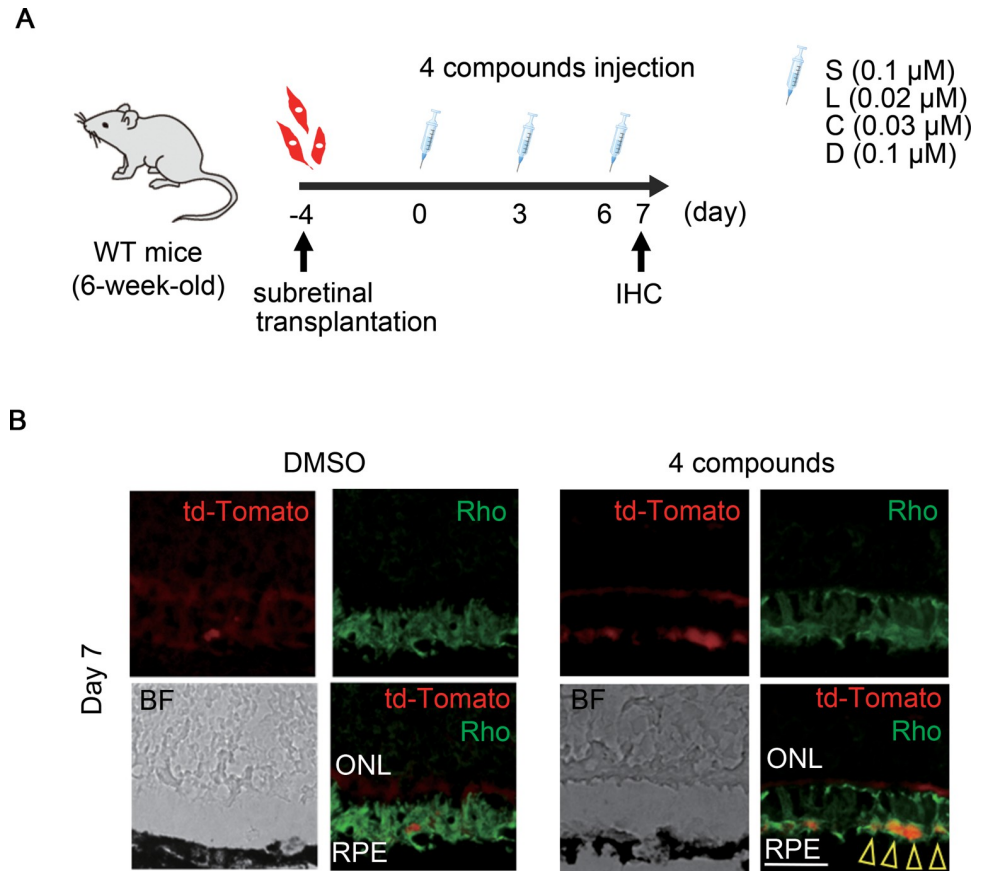 A
4 compounds injection
S (0.1 µM)
L (0.02 µM)
C (0.03 µM)
D (0.1 µM)
-4 0 3 6 7 (day)
WT mice
(6-week-old)
subretinal
transplantation
IHC
B
DMSO
4 compounds
Day 7
td-Tomato
Rho
td-Tomato
Rho
BF
td-Tomato
Rho
ONL
RPE
BF
td-Tomato
Rho
ONL
RPE